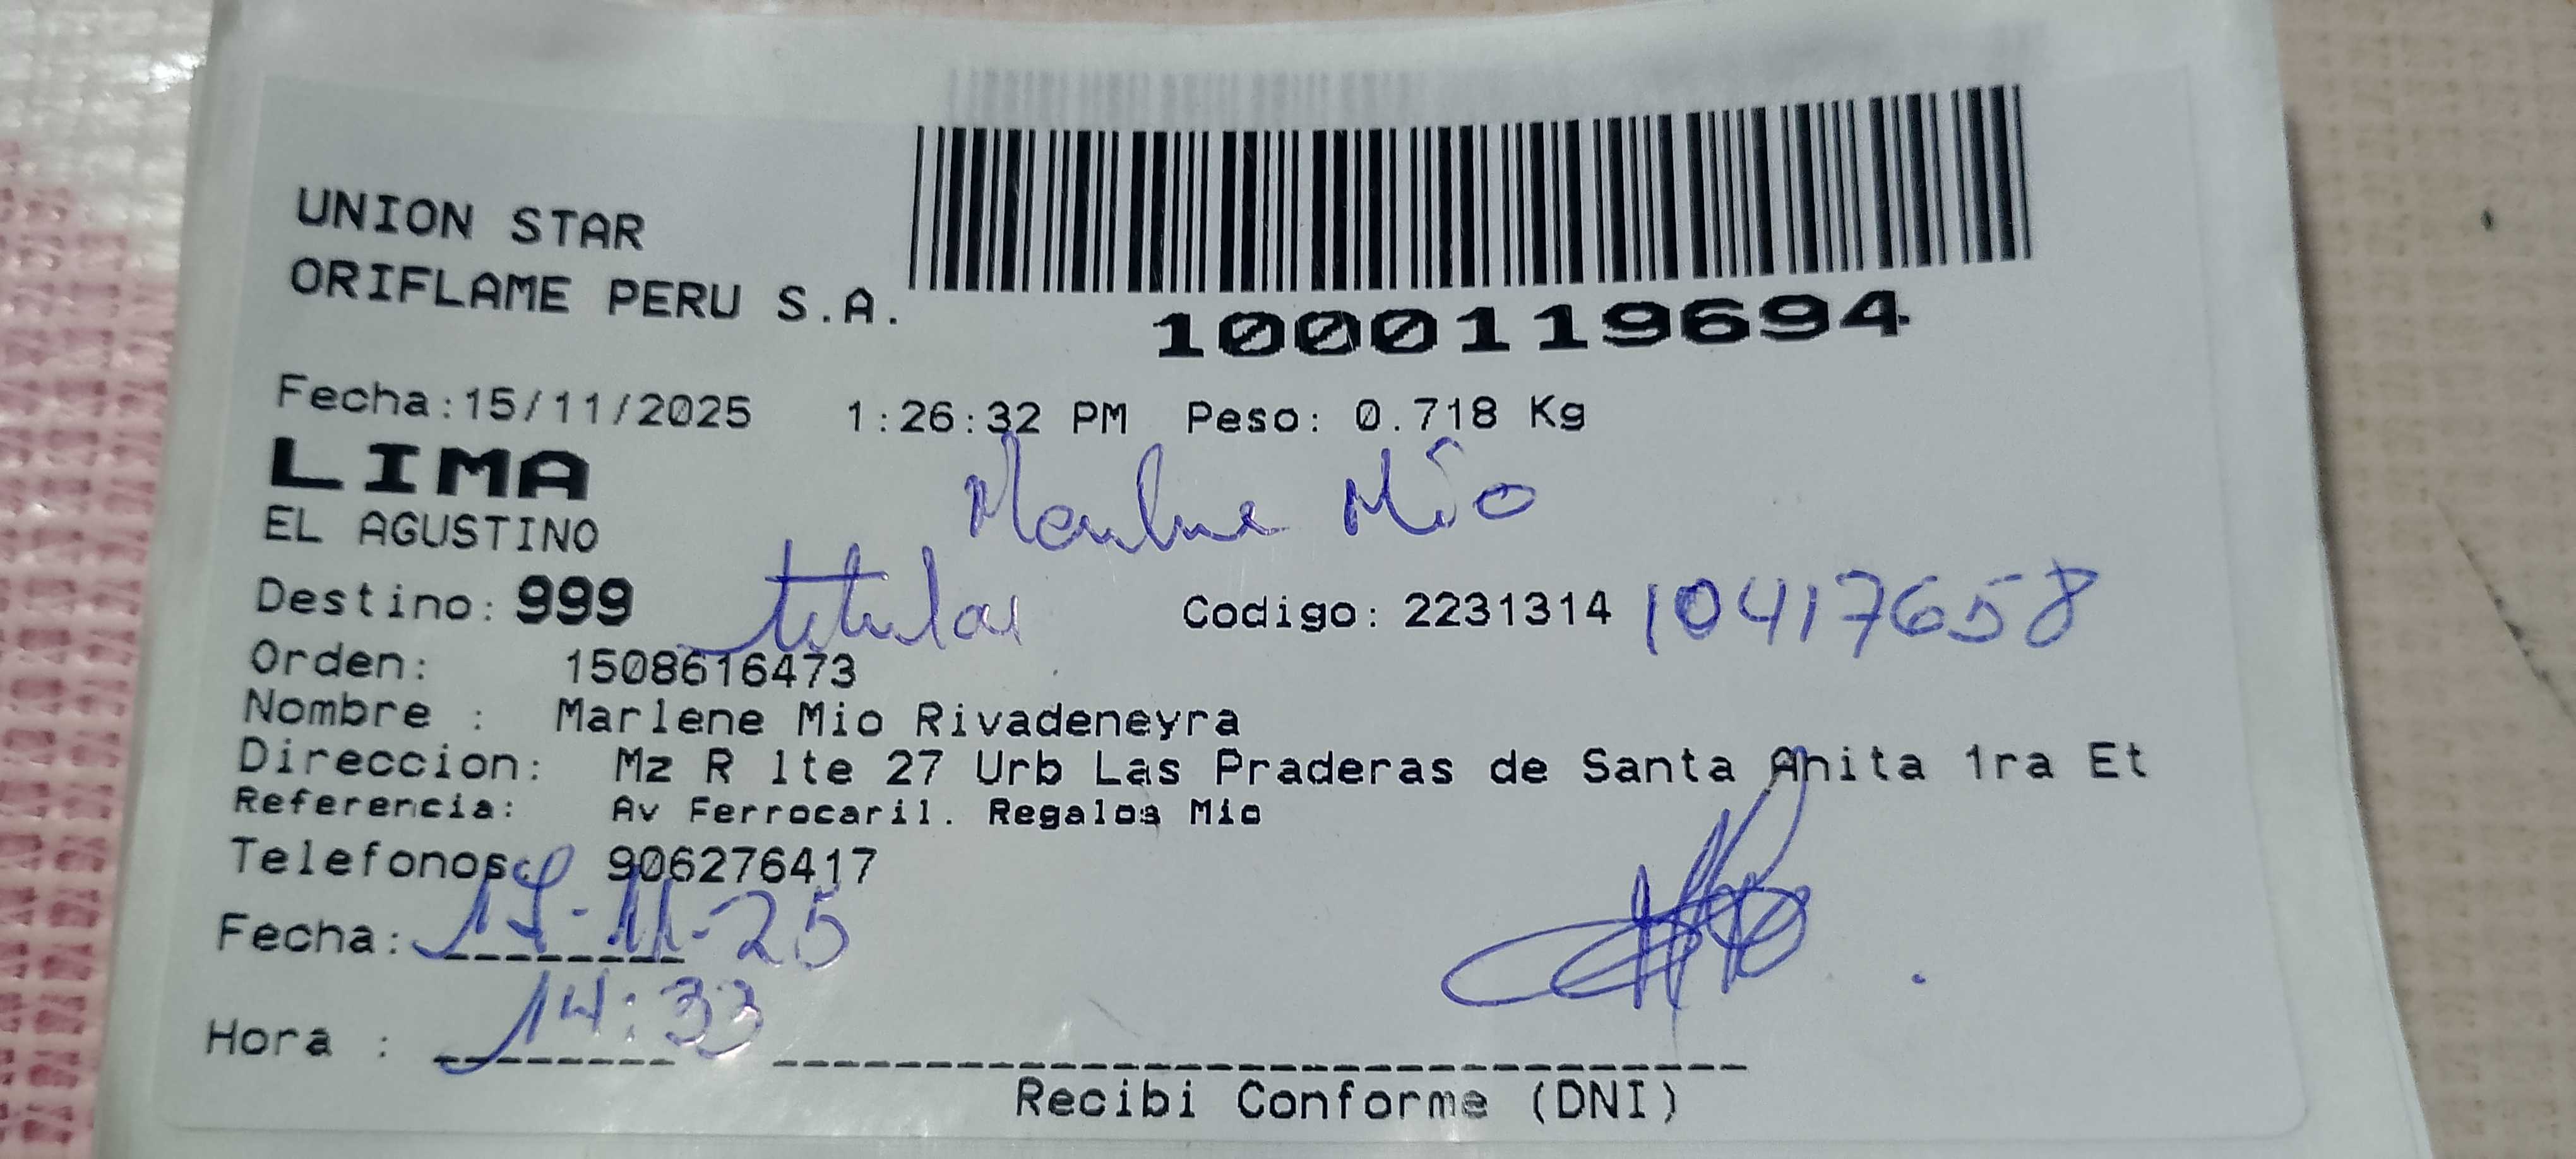 UNION STAR
ORIFLAME PERU S.A.
1000119694
Fecha:15/11/2025 1:26:32 PM Peso: 0.718 Kg
LIMA
Marlene Mio
EL AGUSTINO
Destino: 999 titular Codigo: 2231314 10417658
Orden: 1508616473
Nombre : Marlene Mio Rivadeneyra
Direccion: Mz R lte 27 Urb Las Praderas de Santa Anita 1ra Et
Referencia: Av Ferrocaril. Regalos Mio
Telefonos: 906276417
Fecha: 17-11-25
Hora : 14:33
Recibi Conforme (DNI)